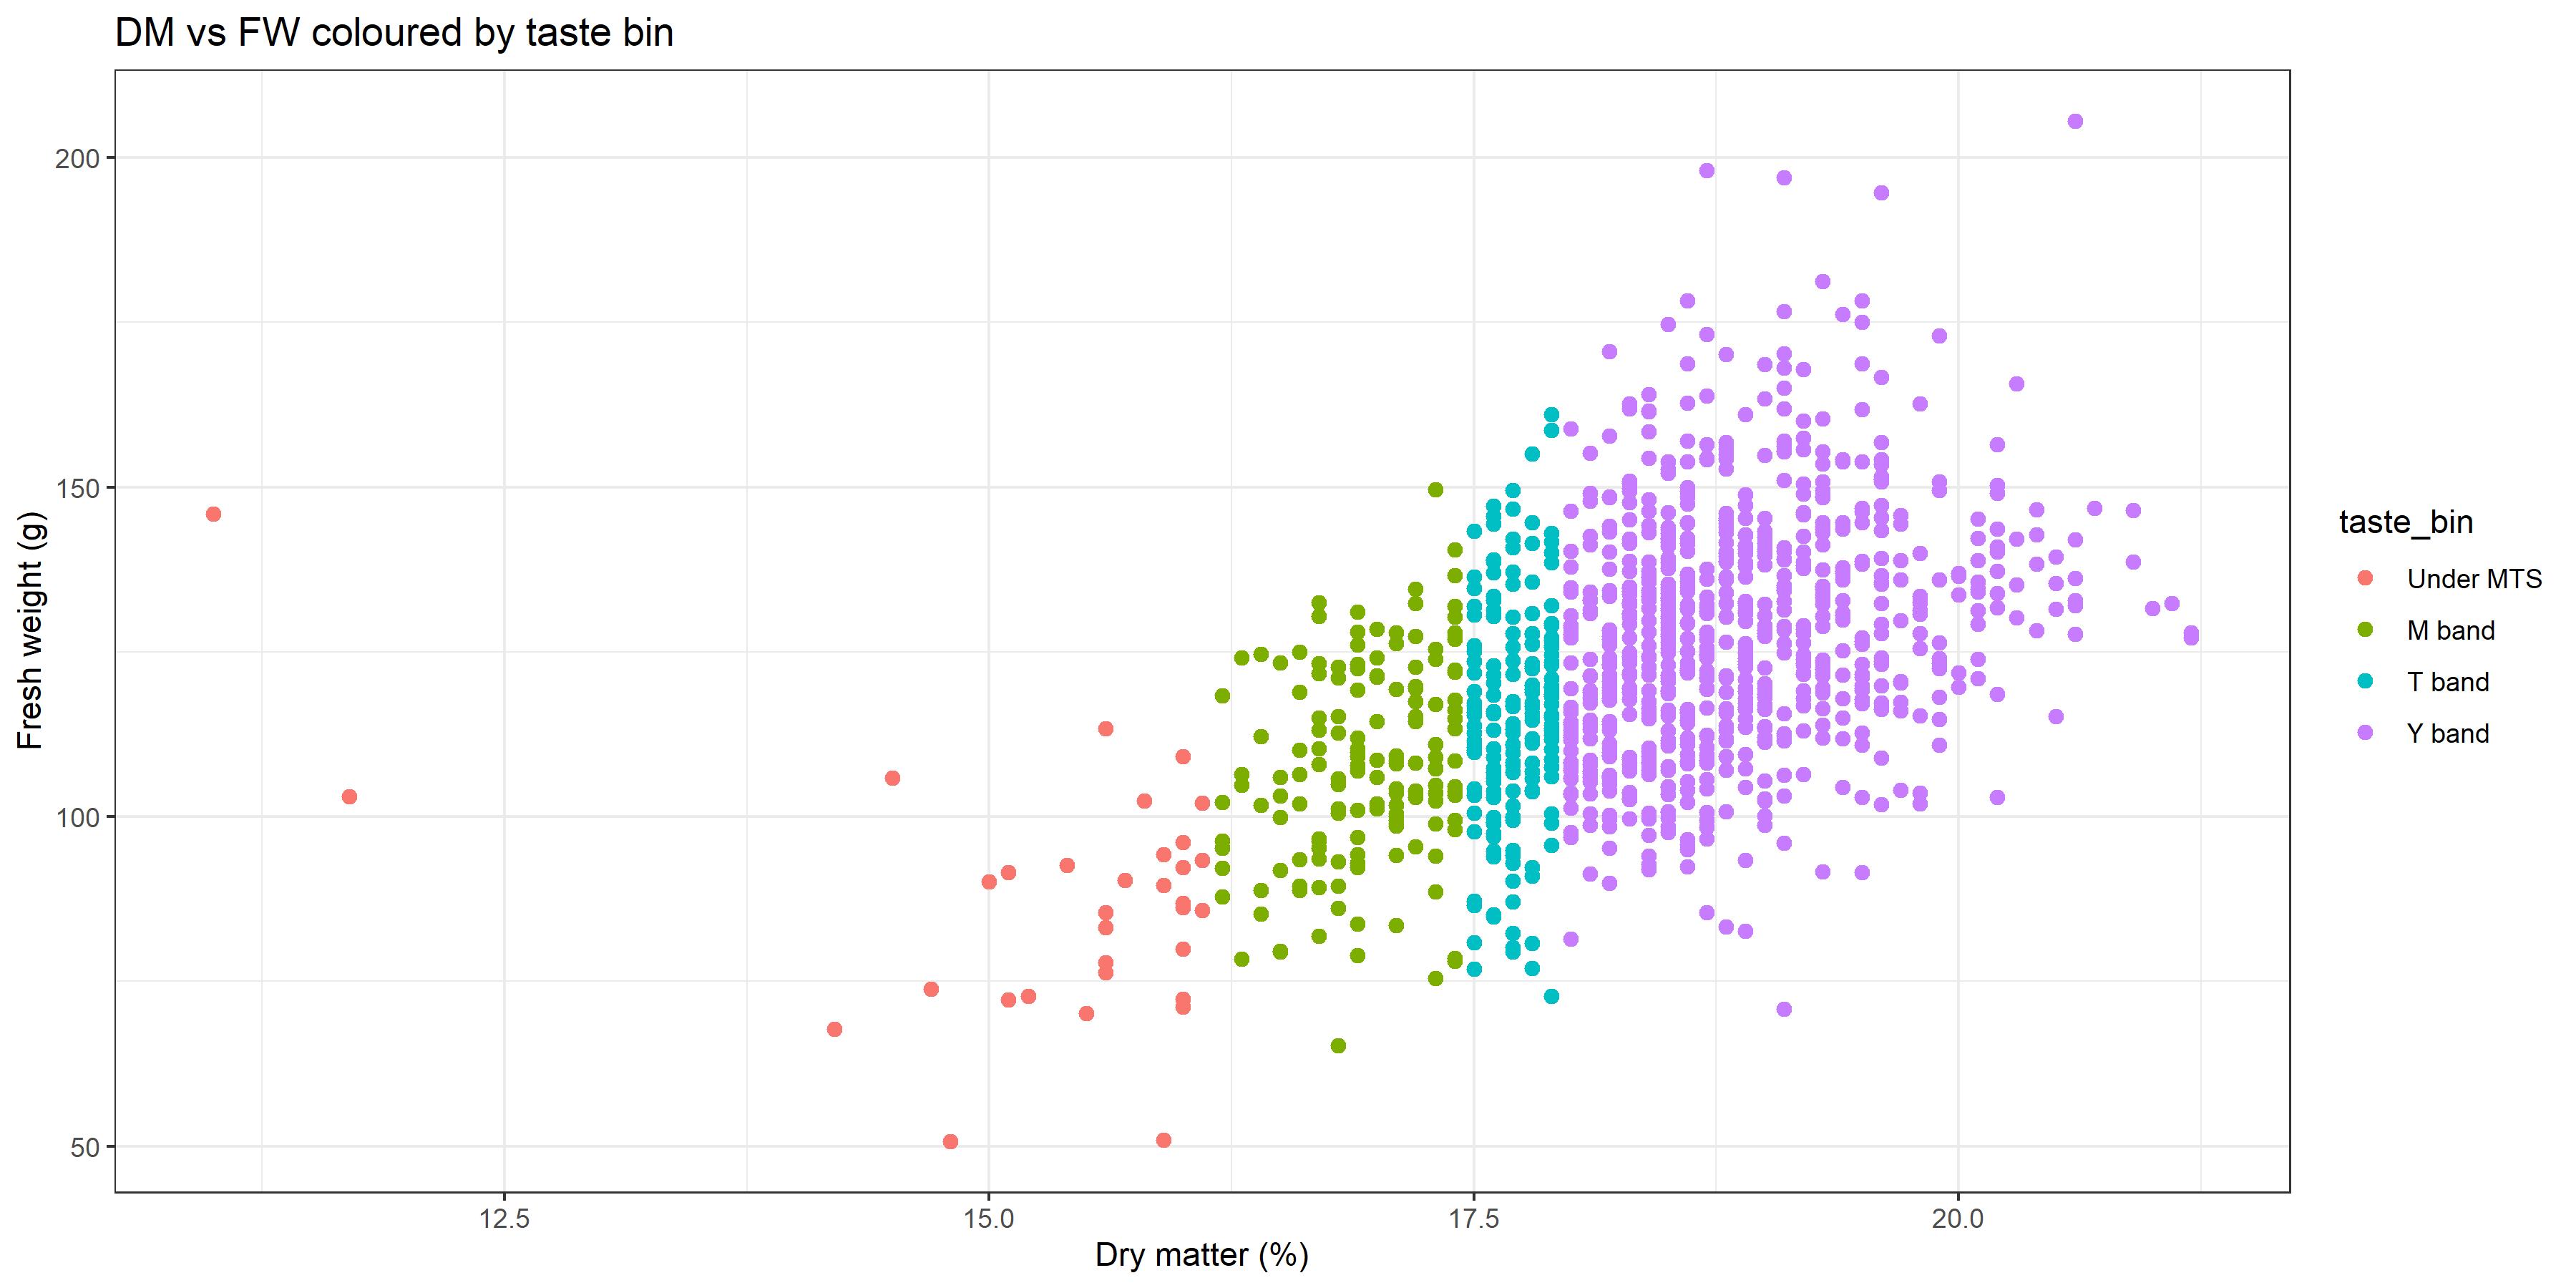 DM vs FW coloured by taste bin
200
150
100
50
Fresh weight (g)
12.5 15.0 17.5 20.0
Dry matter (%)
taste_bin
Under MTS
M band
T band
Y band